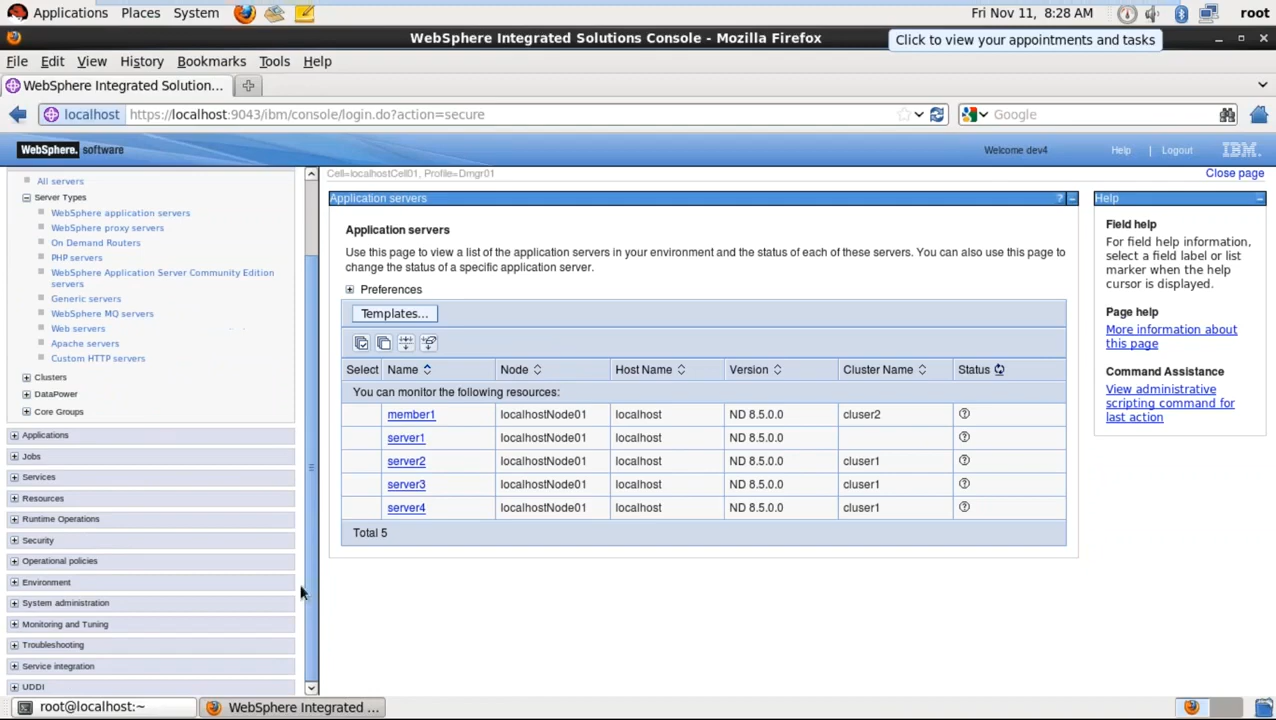 Applications Places System Fri Nov 11, 8:28 AM root
WebSphere Integrated Solutions Console - Mozilla Firefox
Click to view your appointments and tasks
File Edit View History Bookmarks Tools Help
WebSphere Integrated Solution...
localhost https://localhost:9043/ibm/console/login.do?action=secure Google
WebSphere. software Welcome dev4 Help | Logout IBM.
Cell=localhostCell01, Profile=Dmgr01 Close page
All servers
Server Types
WebSphere application servers
WebSphere proxy servers
On Demand Routers
PHP servers
WebSphere Application Server Community Edition
servers
Generic servers
WebSphere MQ servers
Web servers
Apache servers
Custom HTTP servers
Clusters
DataPower
Core Groups
Applications
Jobs
Services
Resources
Runtime Operations
Security
Operational policies
Environment
System administration
Monitoring and Tuning
Troubleshooting
Service integration
UDDI
Application servers ? –
Application servers
Use this page to view a list of the application servers in your environment and the status of each of these servers. You can also use this page to
change the status of a specific application server.
Preferences
Templates...
Select Name Node Host Name Version Cluster Name Status
You can monitor the following resources:
member1 localhostNode01 localhost ND 8.5.0.0 cluser2
server1 localhostNode01 localhost ND 8.5.0.0
server2 localhostNode01 localhost ND 8.5.0.0 cluser1
server3 localhostNode01 localhost ND 8.5.0.0 cluser1
server4 localhostNode01 localhost ND 8.5.0.0 cluser1
Total 5
Help
Field help
For field help information,
select a field label or list
marker when the help
cursor is displayed.
Page help
More information about
this page
Command Assistance
View administrative
scripting command for
last action
root@localhost:~ WebSphere Integrated ...